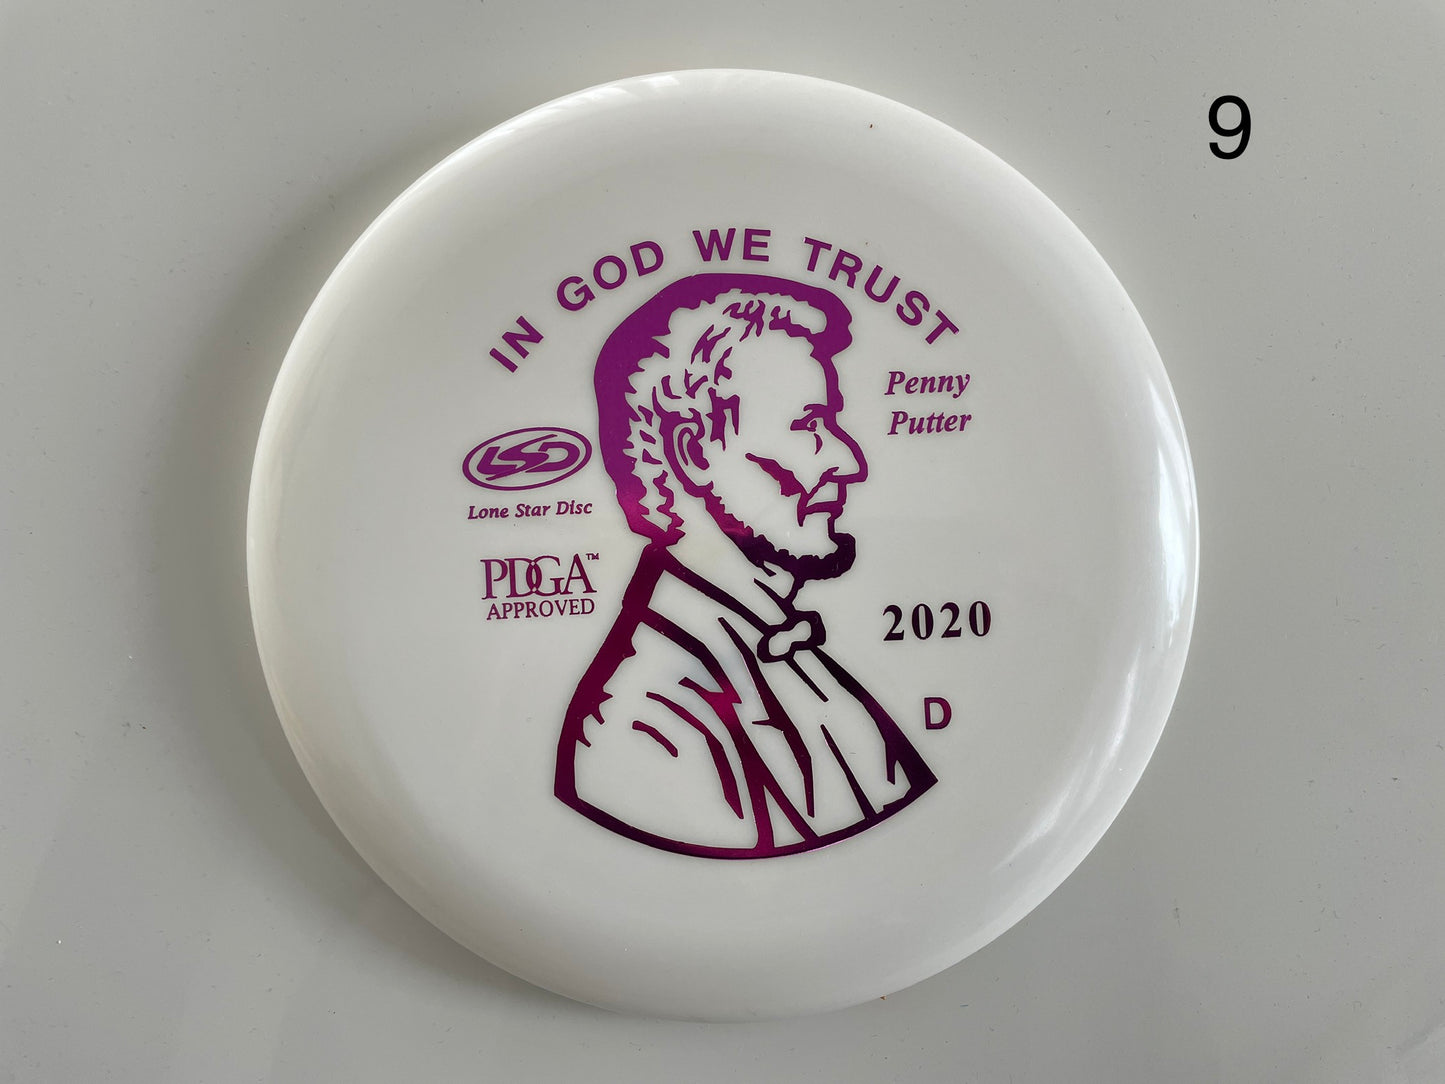 9
IN GOD WE TRUST
Penny
Putter
LSD
Lone Star Disc
PDGA™
APPROVED
2020
D